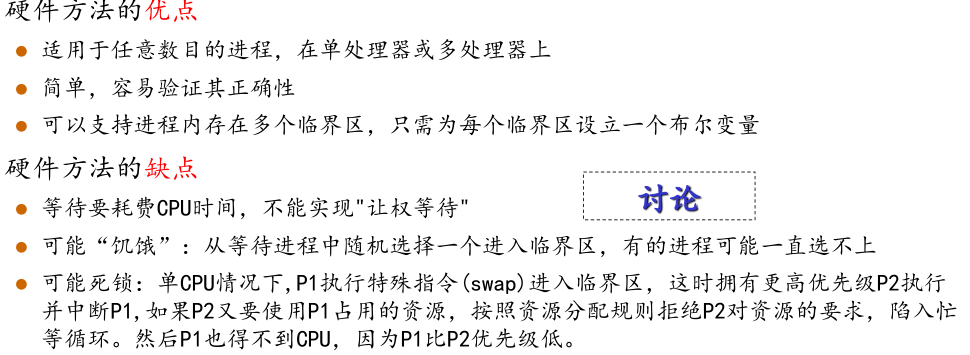 硬件方法的优点
适用于任意数目的进程，在单处理器或多处理器上
简单，容易验证其正确性
可以支持进程内存在多个临界区，只需为每个临界区设立一个布尔变量
硬件方法的缺点
讨论
等待要耗费CPU时间，不能实现"让权等待"
可能“饥饿”：从等待进程中随机选择一个进入临界区，有的进程可能一直选不上
可能死锁：单CPU情况下,P1执行特殊指令(swap)进入临界区，这时拥有更高优先级P2执行
并中断P1,如果P2又要使用P1占用的资源，按照资源分配规则拒绝P2对资源的要求，陷入忙
等循环。然后P1也得不到CPU，因为P1比P2优先级低。